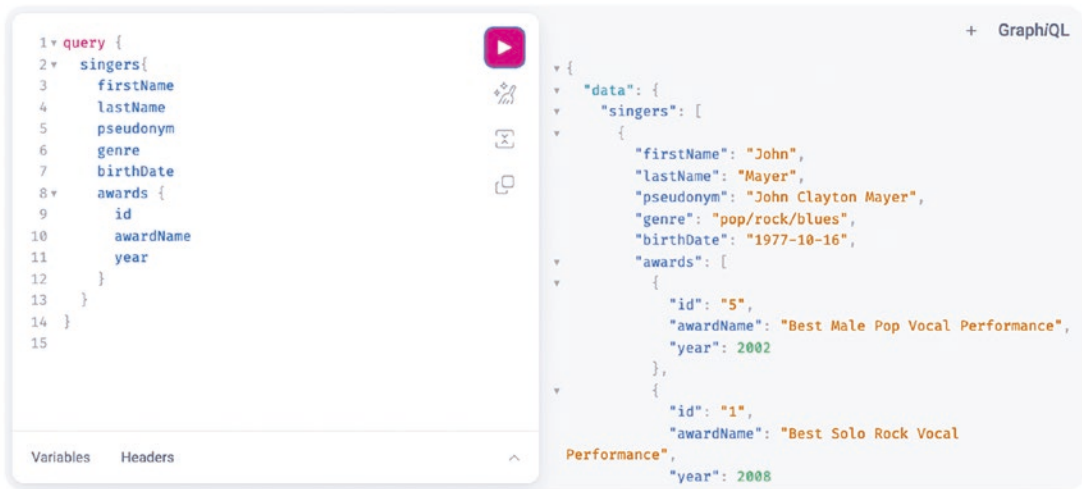 1 query {
2 singers{
3 firstName
4 lastName
5 pseudonym
6 genre
7 birthDate
8 awards {
9 id
10 awardName
11 year
12 }
13 }
14 }
15
Variables Headers
+ GraphiQL
{
"data": {
"singers": [
{
"firstName": "John",
"lastName": "Mayer",
"pseudonym": "John Clayton Mayer",
"genre": "pop/rock/blues",
"birthDate": "1977-10-16",
"awards": [
{
"id": "5",
"awardName": "Best Male Pop Vocal Performance",
"year": 2002
},
{
"id": "1",
"awardName": "Best Solo Rock Vocal
Performance",
"year": 2008